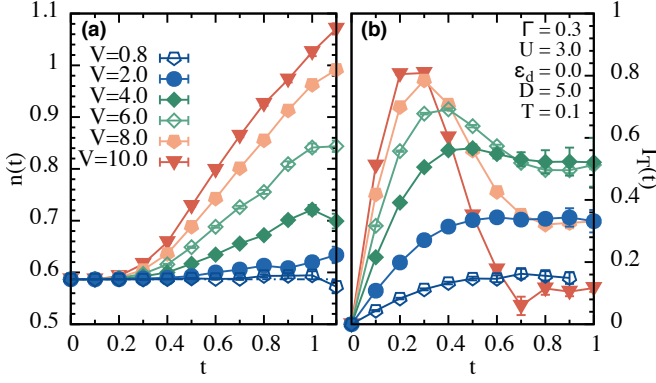 (a)
V=0.8
V=2.0
V=4.0
V=6.0
V=8.0
V=10.0
1.1
1
0.9
0.8
0.7
0.6
0.5
n(t)
0
0.2
0.4
0.6
0.8
1
t
(b)
Γ = 0.3
U = 3.0
ε_d = 0.0
D = 5.0
T = 0.1
1
0.8
0.6
0.4
0.2
0
I_T(t)
0
0.2
0.4
0.6
0.8
1
t